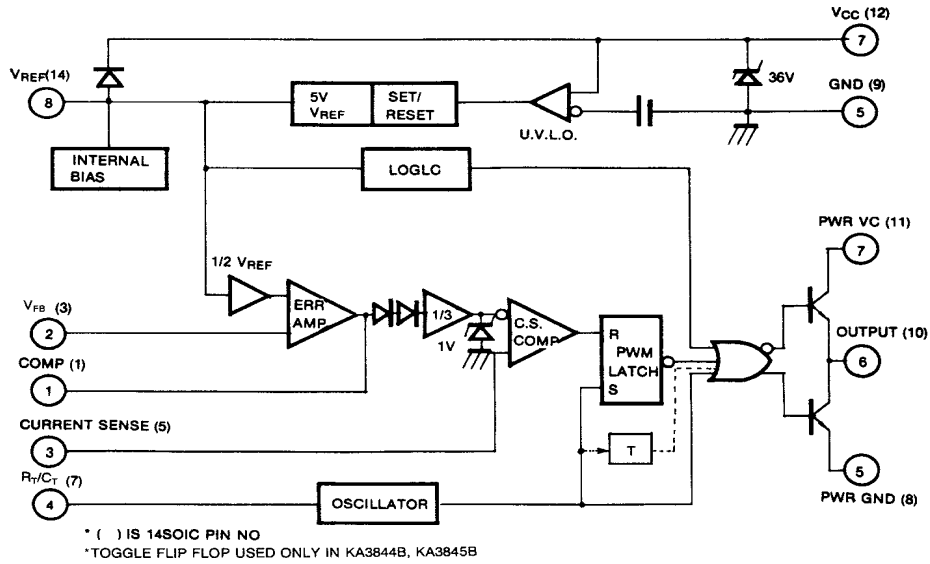 VCC (12)
7
VREF(14)
8
36V
GND (9)
5
5V
VREF
SET/
RESET
U.V.L.O.
INTERNAL
BIAS
LOGLC
PWR VC (11)
7
1/2 VREF
VFB (3)
2
ERR
AMP
1/3
1V
C.S.
COMP
R
PWM
LATCH
S
OUTPUT (10)
6
COMP (1)
1
CURRENT SENSE (5)
3
T
5
PWR GND (8)
RT/CT (7)
4
OSCILLATOR
* ( ) IS 14SOIC PIN NO
*TOGGLE FLIP FLOP USED ONLY IN KA3844B, KA3845B